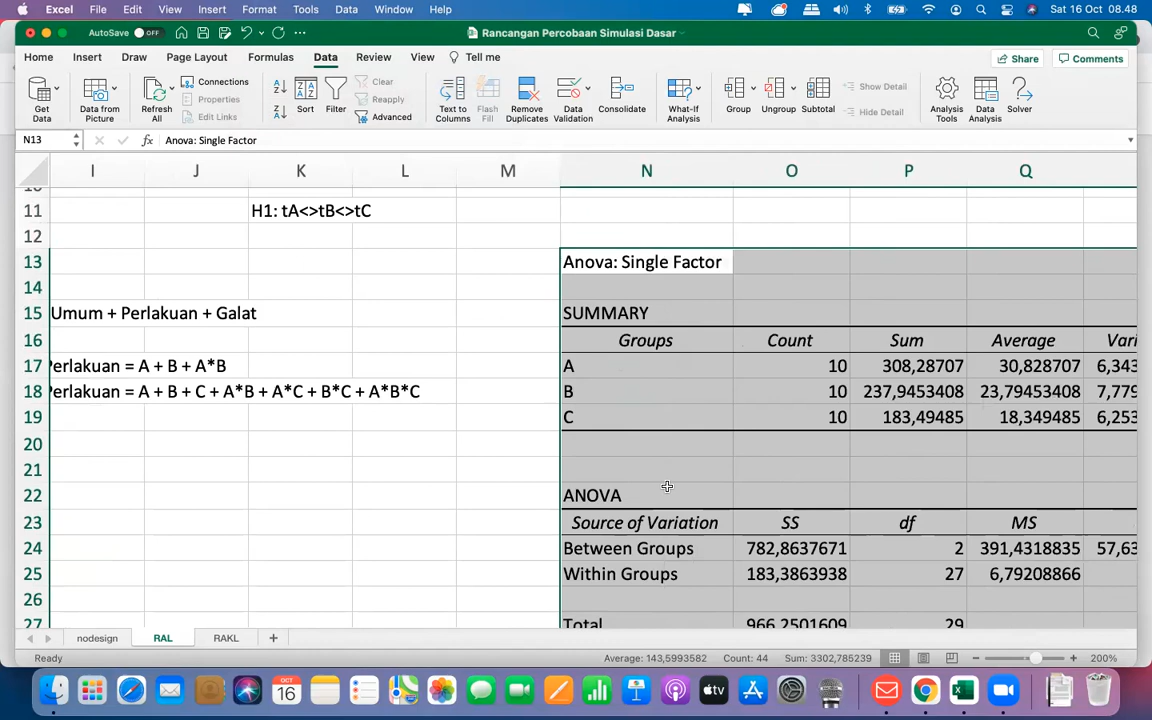 Excel File Edit View Insert Format Tools Data Window Help Sat 16 Oct 08.48
AutoSave OFF Rancangan Percobaan Simulasi Dasar
Home Insert Draw Page Layout Formulas Data Review View Tell me Share Comments
Get Data
Data from Picture
Refresh All
Connections
Properties
Edit Links
Sort
Filter
Clear
Reapply
Advanced
Text to Columns
Flash Fill
Remove Duplicates
Data Validation
Consolidate
What-If Analysis
Group
Ungroup
Subtotal
Show Detail
Hide Detail
Analysis Tools
Data Analysis
Solver
N13 fx Anova: Single Factor
I J K L M N O P Q
11 H1: tA<>tB<>tC
12
13 Anova: Single Factor
14
15 Umum + Perlakuan + Galat SUMMARY
16 Groups Count Sum Average Vari
17 Perlakuan = A + B + A*B A 10 308,28707 30,828707 6,343
18 Perlakuan = A + B + C + A*B + A*C + B*C + A*B*C B 10 237,9453408 23,79453408 7,779
19 C 10 183,49485 18,349485 6,253
20
21
22 ANOVA
23 Source of Variation SS df MS
24 Between Groups 782,8637671 2 391,4318835 57,63
25 Within Groups 183,3863938 27 6,79208866
26
27 Total 966,2501609 29
nodesign RAL RAKL +
Ready Average: 143,5993582 Count: 44 Sum: 3302,785239 200%
OCT
16
tv